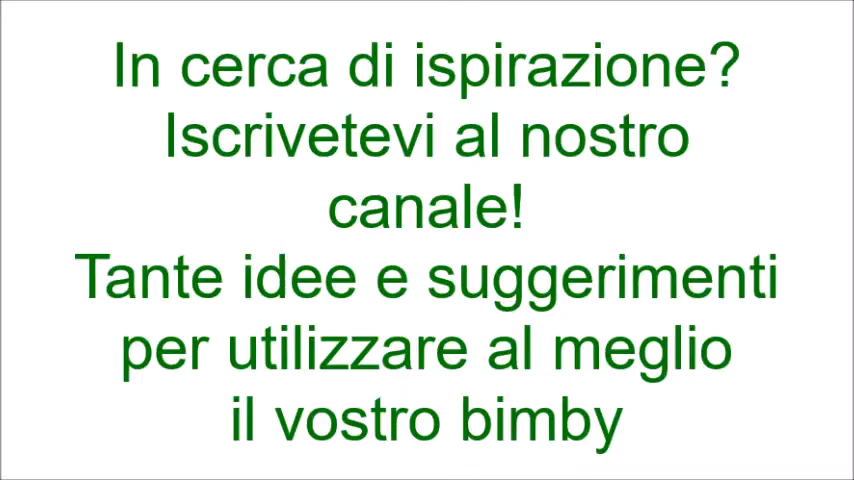 In cerca di ispirazione?
Iscrivetevi al nostro
canale!
Tante idee e suggerimenti
per utilizzare al meglio
il vostro bimby